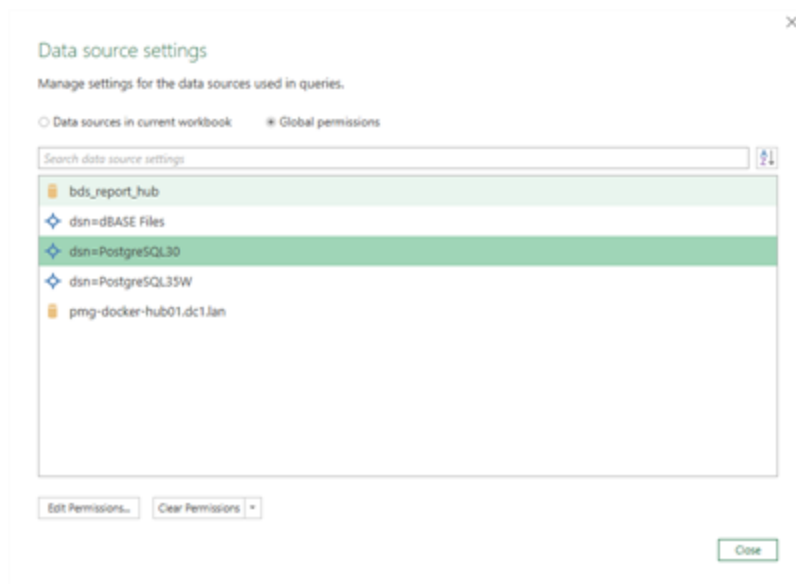 Data source settings
Manage settings for the data sources used in queries.
Data sources in current workbook Global permissions
Search data source settings
bds_report_hub
dsn=dBASE Files
dsn=PostgreSQL30
dsn=PostgreSQL35W
pmg-docker-hub01.dc1.lan
Edit Permissions... Clear Permissions
Close